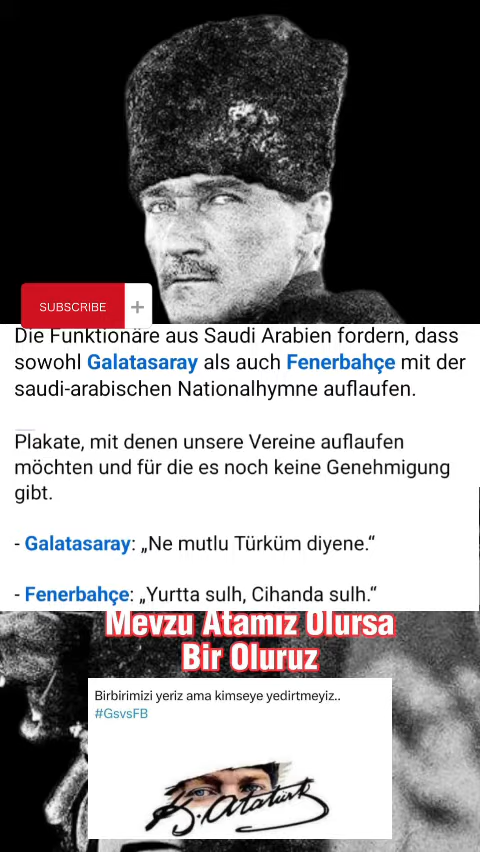 SUBSCRIBE +
Die Funktionäre aus Saudi Arabien fordern, dass
sowohl Galatasaray als auch Fenerbahçe mit der
saudi-arabischen Nationalhymne auflaufen.
Plakate, mit denen unsere Vereine auflaufen
möchten und für die es noch keine Genehmigung
gibt.
- Galatasaray: „Ne mutlu Türküm diyene.“
- Fenerbahçe: „Yurtta sulh, Cihanda sulh.“
Mevzu Atamız Olursa
Bir Oluruz
Birbirimizi yeriz ama kimseye yedirtmeyiz..
#GsvsFB
K. Atatürk